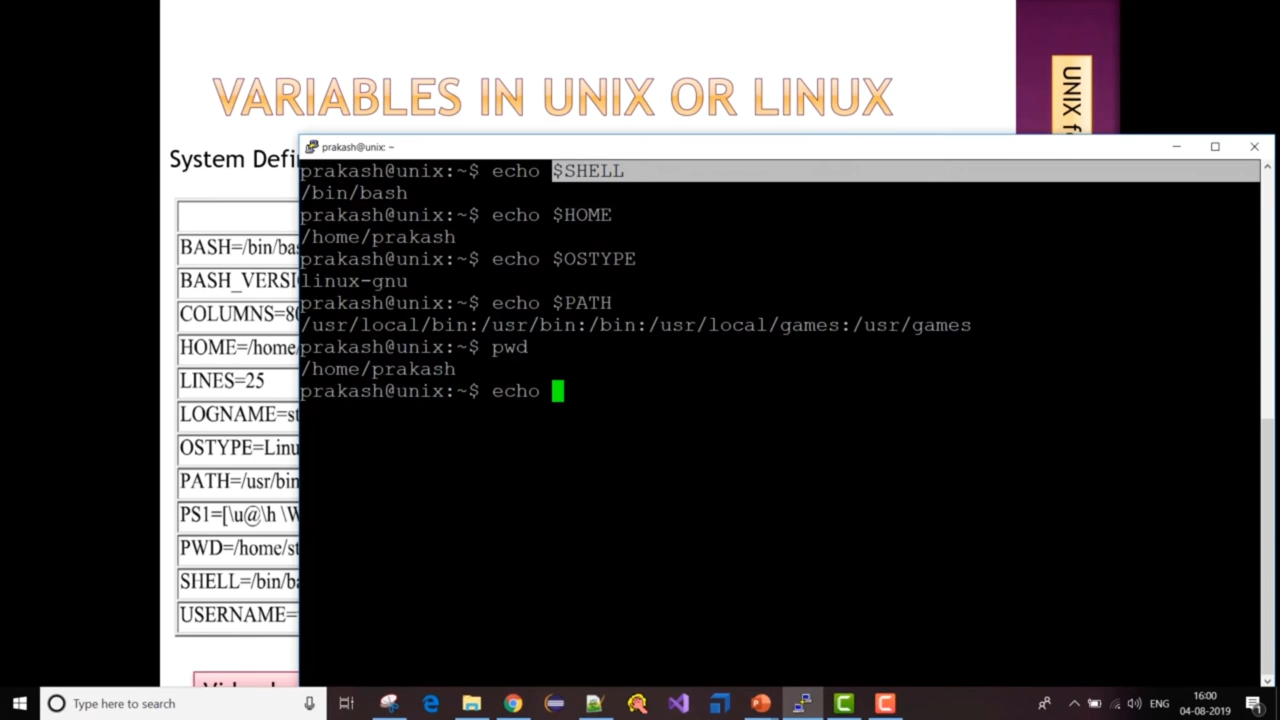 VARIABLES IN UNIX OR LINUX
UNIX f
System Defi
prakash@unix: ~
prakash@unix:~$ echo $SHELL
/bin/bash
prakash@unix:~$ echo $HOME
/home/prakash
prakash@unix:~$ echo $OSTYPE
linux-gnu
prakash@unix:~$ echo $PATH
/usr/local/bin:/usr/bin:/bin:/usr/local/games:/usr/games
prakash@unix:~$ pwd
/home/prakash
prakash@unix:~$ echo
BASH=/bin/bas
BASH_VERSI
COLUMNS=80
HOME=/home/
LINES=25
LOGNAME=st
OSTYPE=Linu
PATH=/usr/bin
PS1=[\u@\h \W
PWD=/home/st
SHELL=/bin/ba
USERNAME=
Type here to search
ENG
16:00
04-08-2019
1